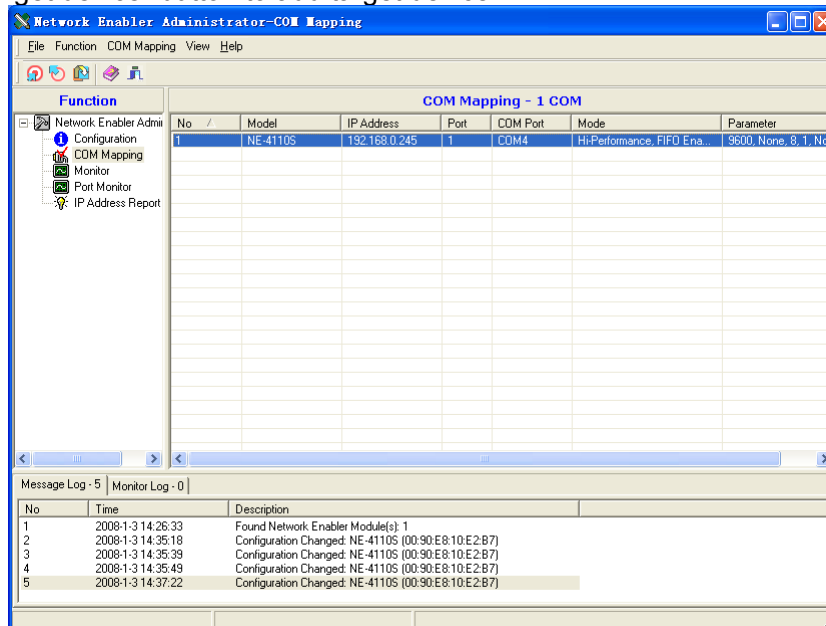 Network Enabler Administrator-COM Mapping
File Function COM Mapping View Help
Function
COM Mapping - 1 COM
Network Enabler Admi
Configuration
COM Mapping
Monitor
Port Monitor
IP Address Report
No Model IP Address Port COM Port Mode Parameter
1 NE-4110S 192.168.0.245 1 COM4 Hi-Performance, FIFO Ena... 9600, None, 8, 1, No
Message Log - 5 Monitor Log - 0
No Time Description
1 2008-1-3 14:26:33 Found Network Enabler Module(s): 1
2 2008-1-3 14:35:18 Configuration Changed: NE-4110S (00:90:E8:10:E2:B7)
3 2008-1-3 14:35:39 Configuration Changed: NE-4110S (00:90:E8:10:E2:B7)
4 2008-1-3 14:35:49 Configuration Changed: NE-4110S (00:90:E8:10:E2:B7)
5 2008-1-3 14:37:22 Configuration Changed: NE-4110S (00:90:E8:10:E2:B7)